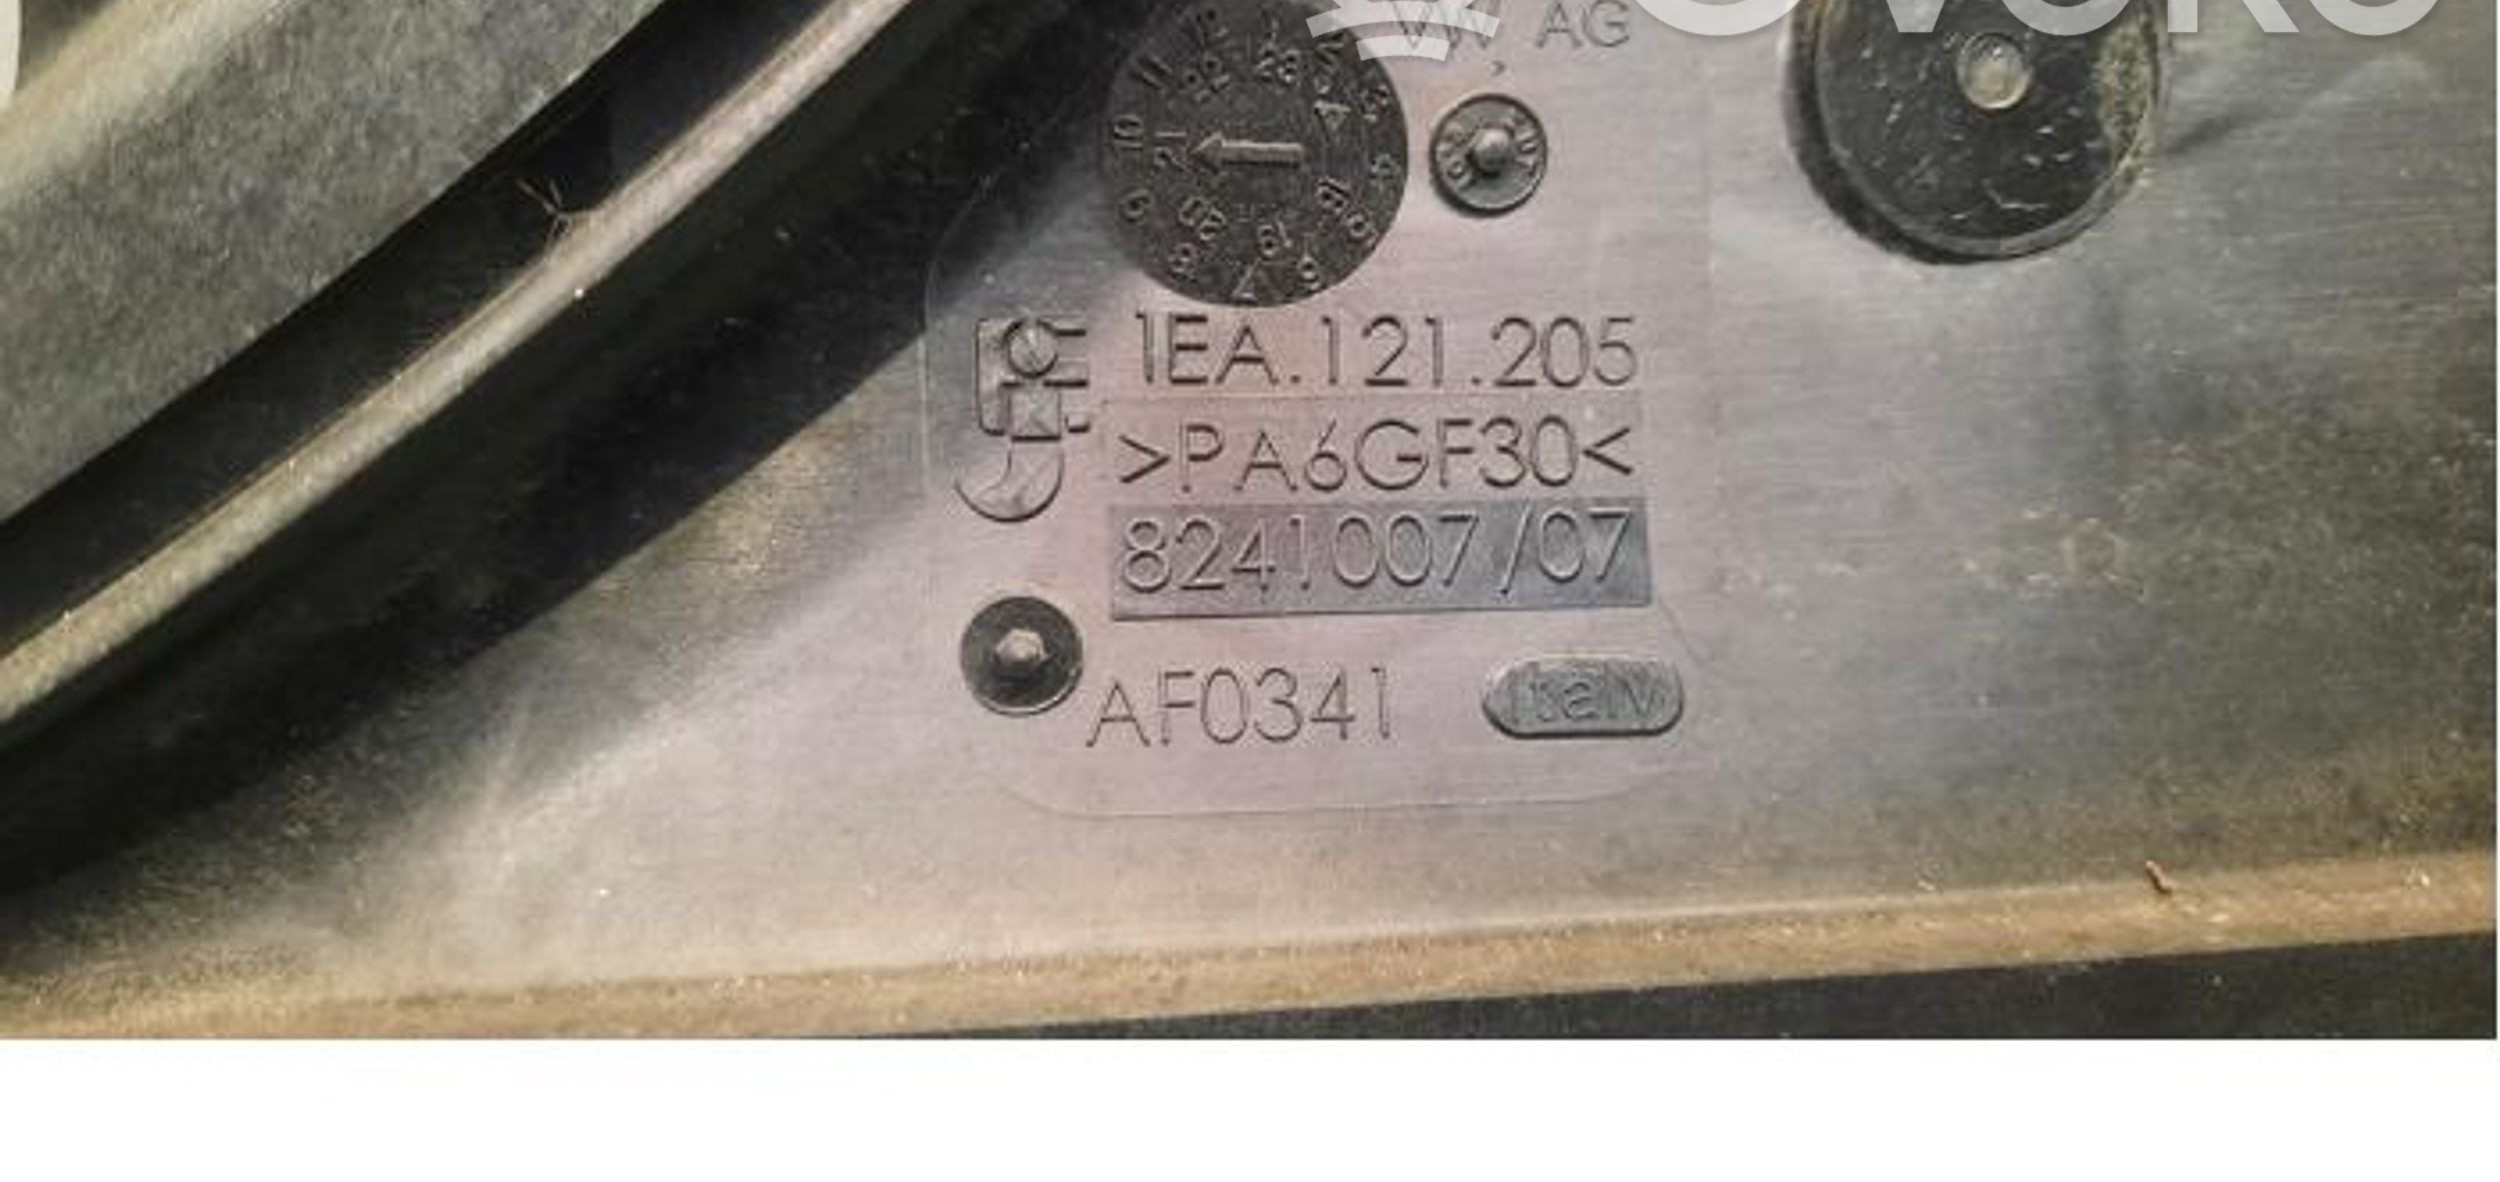 VW AG
1EA.121.205
>PA6GF30<
8241007/07
AF0341
Italy